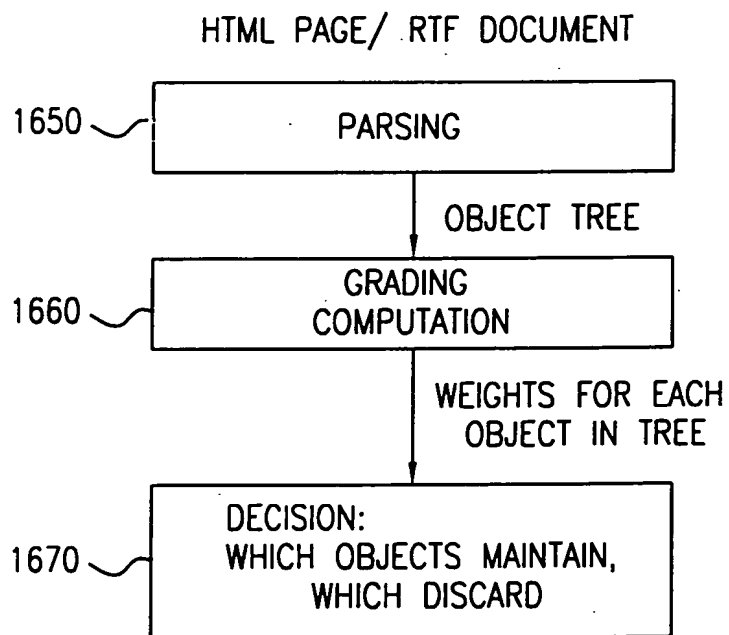 HTML PAGE/ RTF DOCUMENT
1650
PARSING
OBJECT TREE
1660
GRADING
COMPUTATION
WEIGHTS FOR EACH
OBJECT IN TREE
1670
DECISION:
WHICH OBJECTS MAINTAIN,
WHICH DISCARD